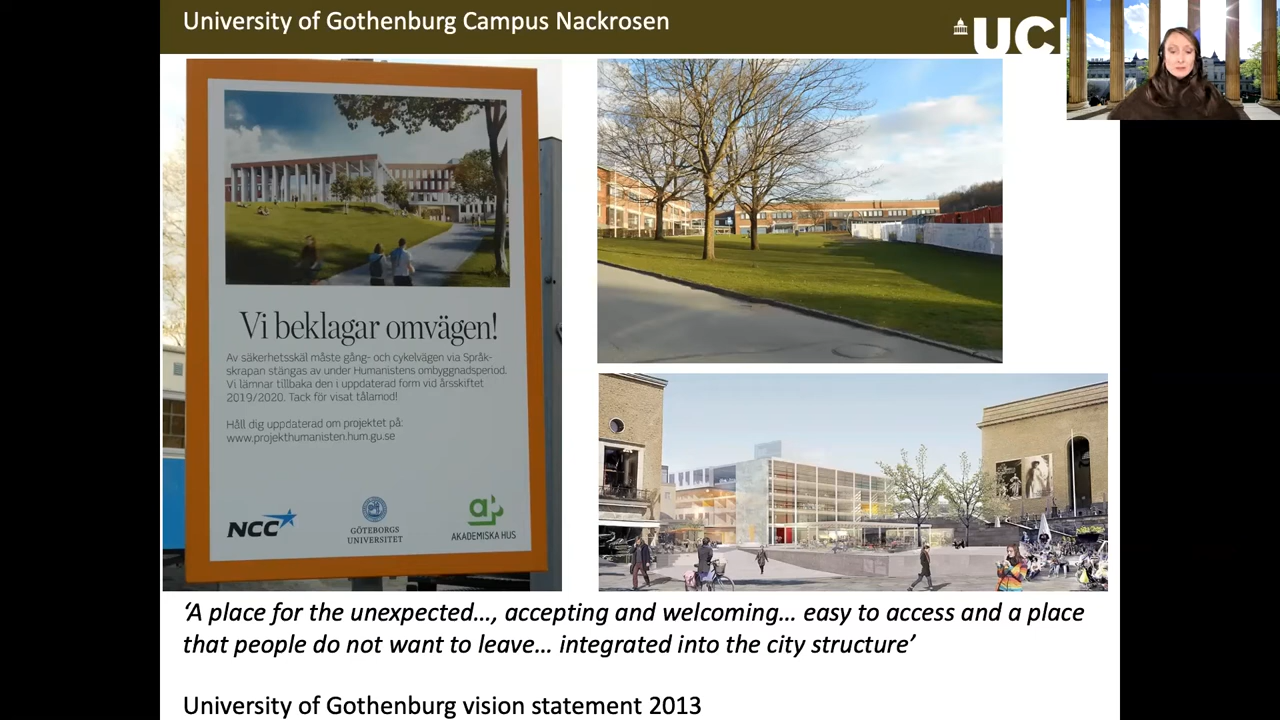 University of Gothenburg Campus Nackrosen
UCL
Vi beklagar omvägen!
Av säkerhetsskäl måste gång- och cykelvägen via Språk-
skrapan stängas av under Humanistens ombyggnadsperiod.
Vi lämnar tillbaka den i uppdaterad form vid årsskiftet
2019/2020. Tack för visat tålamod!
Håll dig uppdaterad om projektet på:
www.projekthumanisten.hum.gu.se
NCC
GÖTEBORGS
UNIVERSITET
AKADEMISKA HUS
‘A place for the unexpected…, accepting and welcoming… easy to access and a place
that people do not want to leave… integrated into the city structure’
University of Gothenburg vision statement 2013